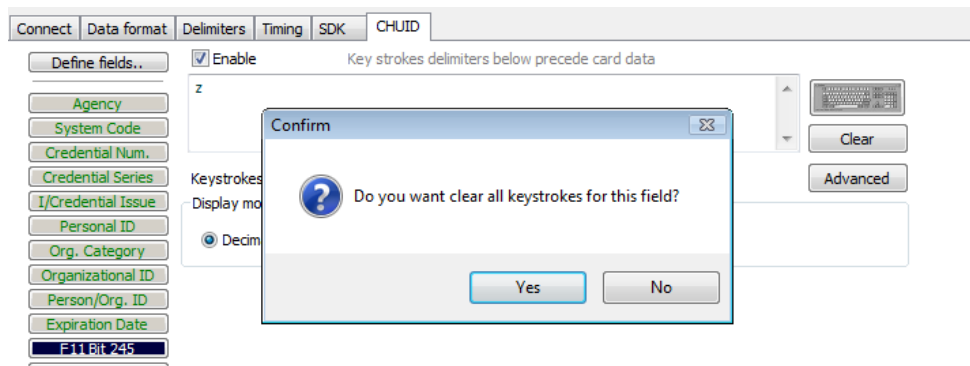 Connect Data format Delimiters Timing SDK CHUID
Define fields.. Enable Key strokes delimiters below precede card data
z
Agency
System Code
Confirm
Clear
Credential Num.
Credential Series Keystrokes Do you want clear all keystrokes for this field? Advanced
I/Credential Issue Display mo
Personal ID
Org. Category Decim
Organizational ID
Person/Org. ID Yes No
Expiration Date
F11 Bit 245